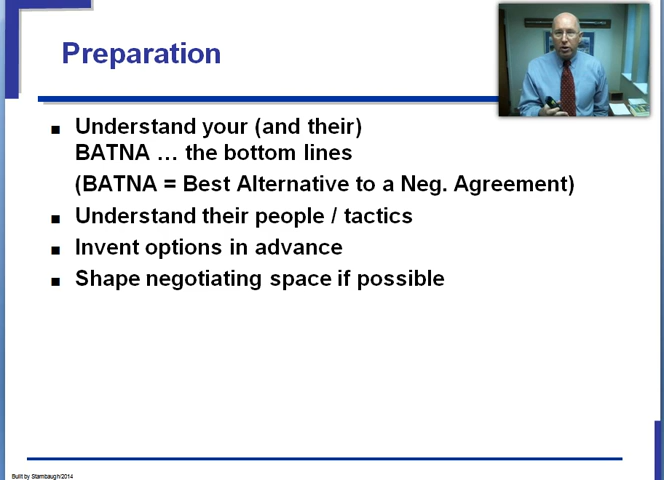 Preparation
■ Understand your (and their)
BATNA … the bottom lines
(BATNA = Best Alternative to a Neg. Agreement)
■ Understand their people / tactics
■ Invent options in advance
■ Shape negotiating space if possible
Built by Stambaugh/2014